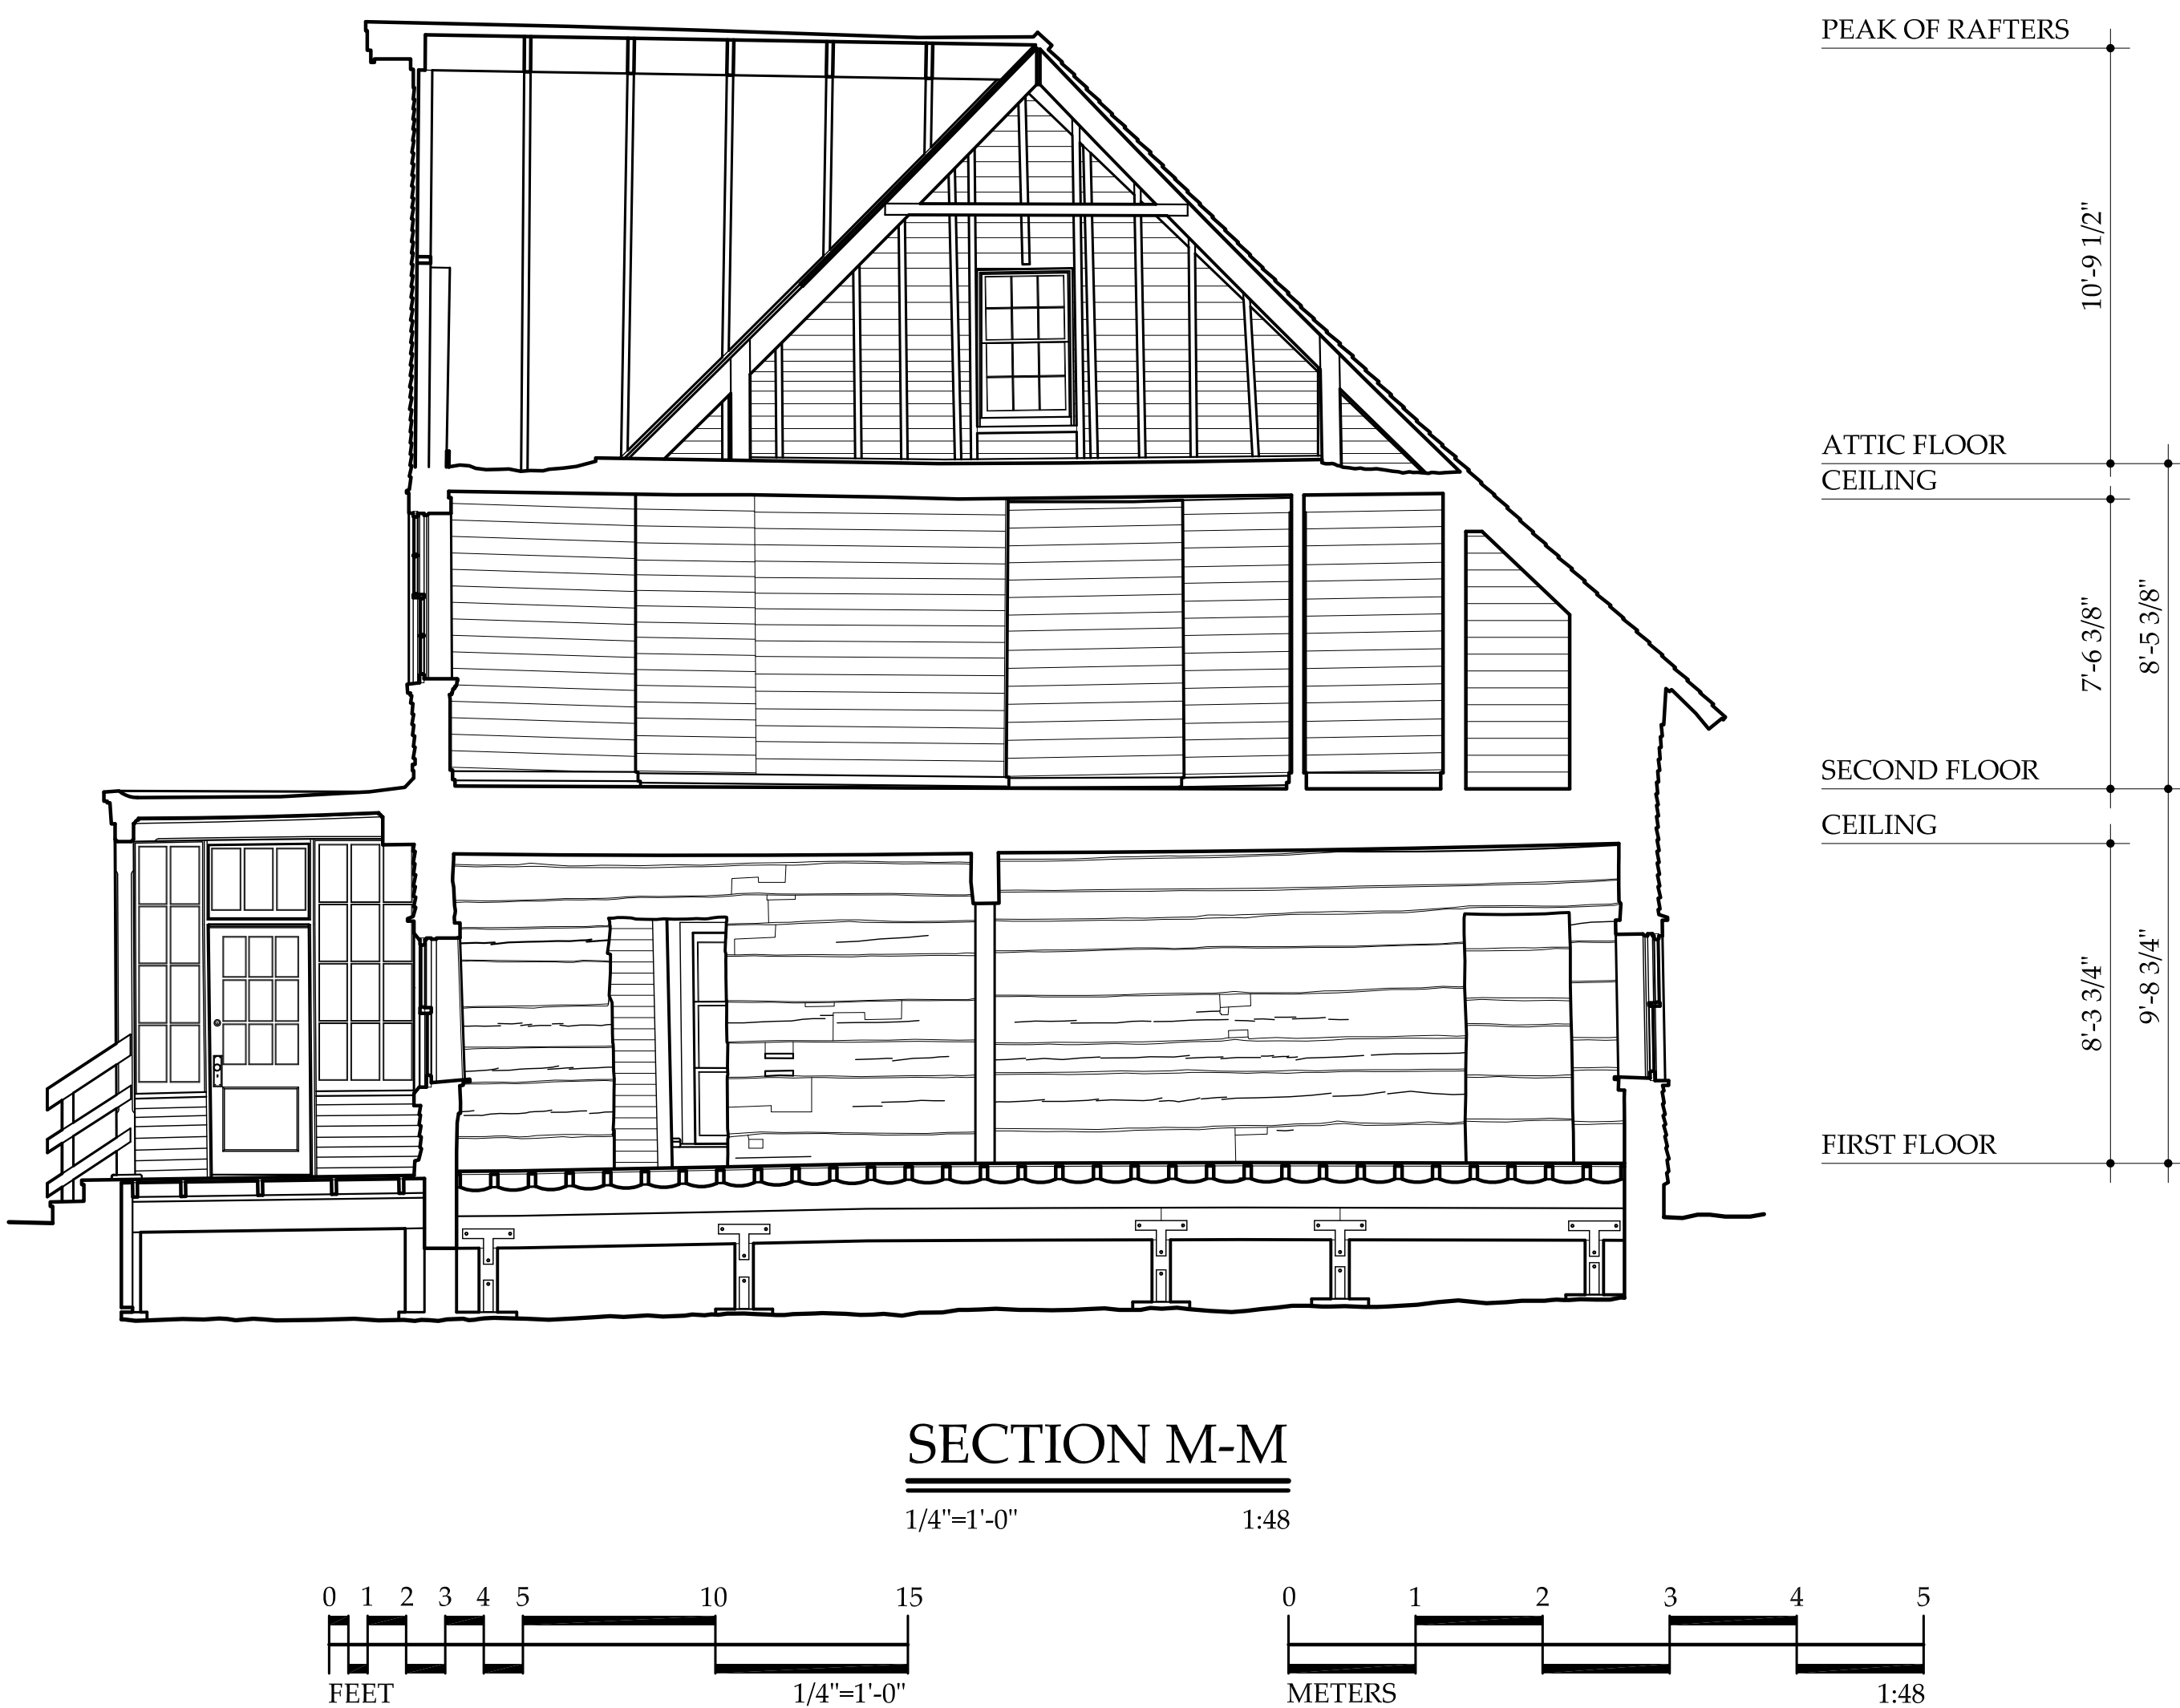 PEAK OF RAFTERS
10'-9 1/2"
ATTIC FLOOR
CEILING
7'-6 3/8"
8'-5 3/8"
SECOND FLOOR
CEILING
8'-3 3/4"
9'-8 3/4"
FIRST FLOOR
SECTION M-M
1/4"=1'-0" 1:48
0 1 2 3 4 5 10 15
FEET 1/4"=1'-0"
0 1 2 3 4 5
METERS 1:48